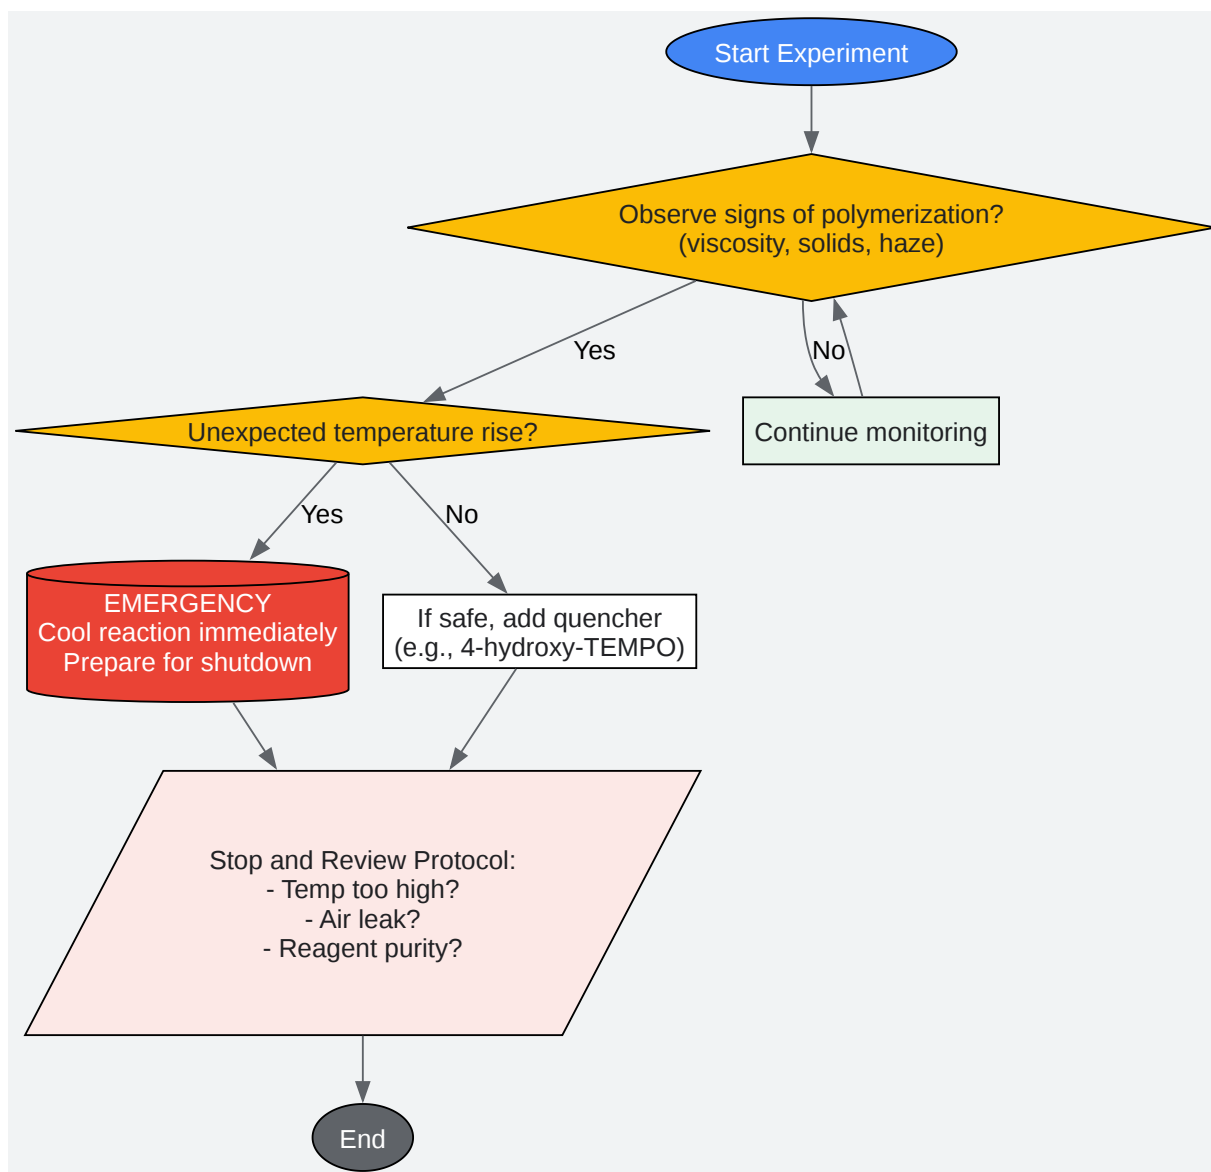 Start Experiment
Observe signs of polymerization?
(viscosity, solids, haze)
Yes
No
Unexpected temperature rise?
Continue monitoring
Yes
No
EMERGENCY
Cool reaction immediately
Prepare for shutdown
If safe, add quencher
(e.g., 4-hydroxy-TEMPO)
Stop and Review Protocol:
- Temp too high?
- Air leak?
- Reagent purity?
End